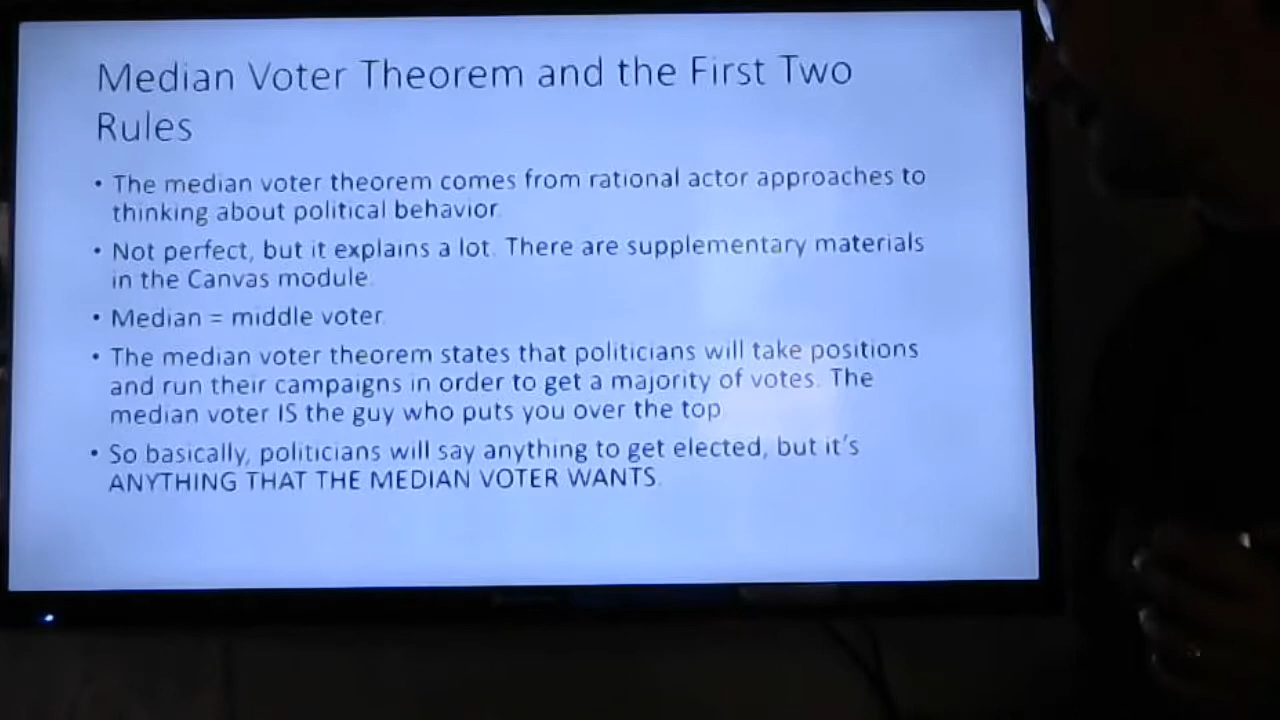 Median Voter Theorem and the First Two
Rules
• The median voter theorem comes from rational actor approaches to
thinking about political behavior.
• Not perfect, but it explains a lot. There are supplementary materials
in the Canvas module.
• Median = middle voter.
• The median voter theorem states that politicians will take positions
and run their campaigns in order to get a majority of votes. The
median voter IS the guy who puts you over the top.
• So basically, politicians will say anything to get elected, but it's
ANYTHING THAT THE MEDIAN VOTER WANTS.